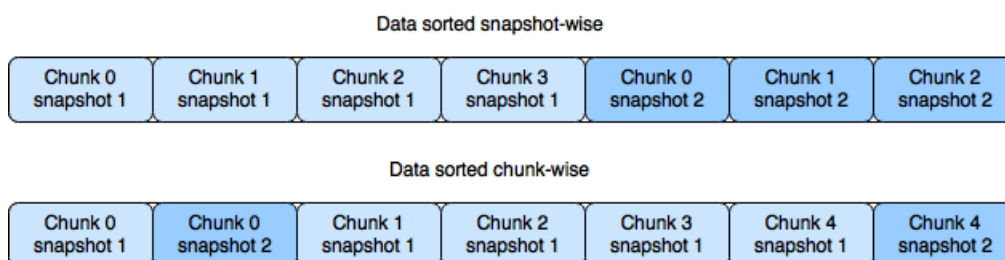 Data sorted snapshot-wise
Chunk 0 Chunk 1 Chunk 2 Chunk 3 Chunk 0 Chunk 1 Chunk 2
snapshot 1 snapshot 1 snapshot 1 snapshot 1 snapshot 2 snapshot 2 snapshot 2
Data sorted chunk-wise
Chunk 0 Chunk 0 Chunk 1 Chunk 2 Chunk 3 Chunk 4 Chunk 4
snapshot 1 snapshot 2 snapshot 1 snapshot 1 snapshot 1 snapshot 1 snapshot 2